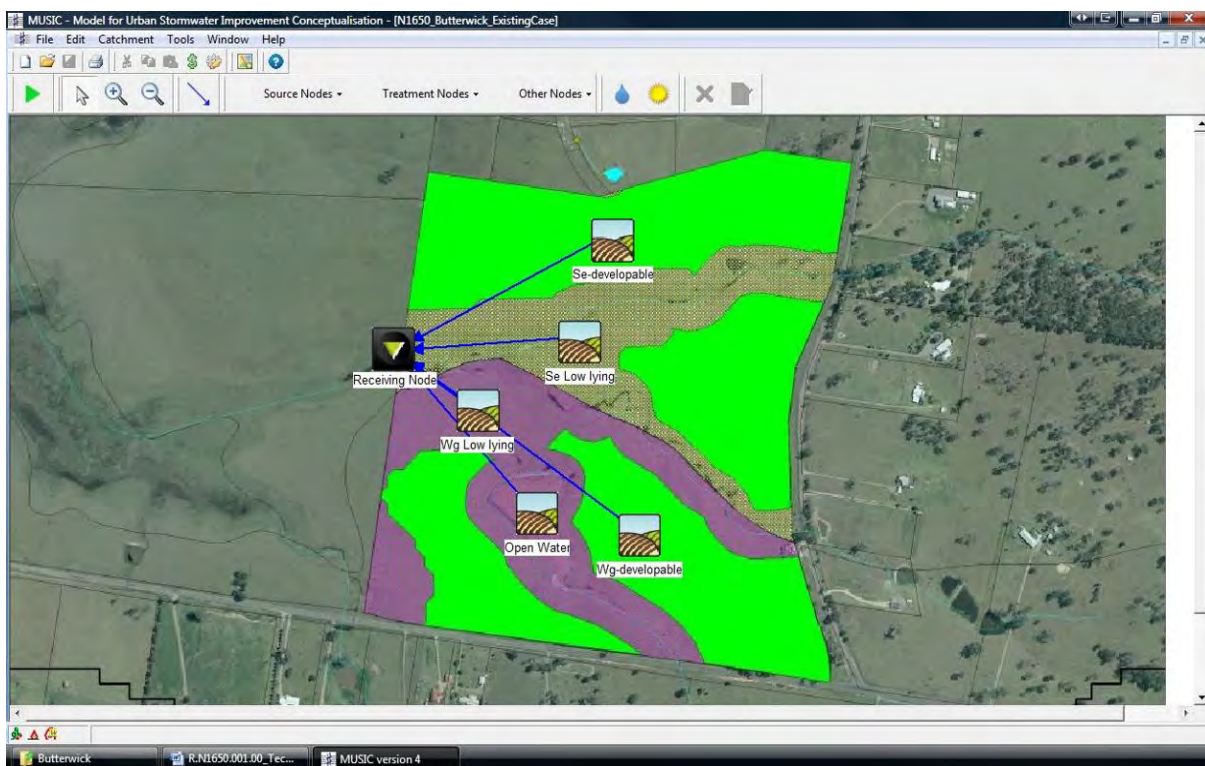 MUSIC - Model for Urban Stormwater Improvement Conceptualisation - [N1650_Butterwick_ExistingCase]
File Edit Catchment Tools Window Help
Source Nodes Treatment Nodes Other Nodes
Se-developable
Se Low lying
Receiving Node
Wg Low lying
Open Water
Wg-developable
Butterwick R.N1650.001.00_Tec... MUSIC version 4